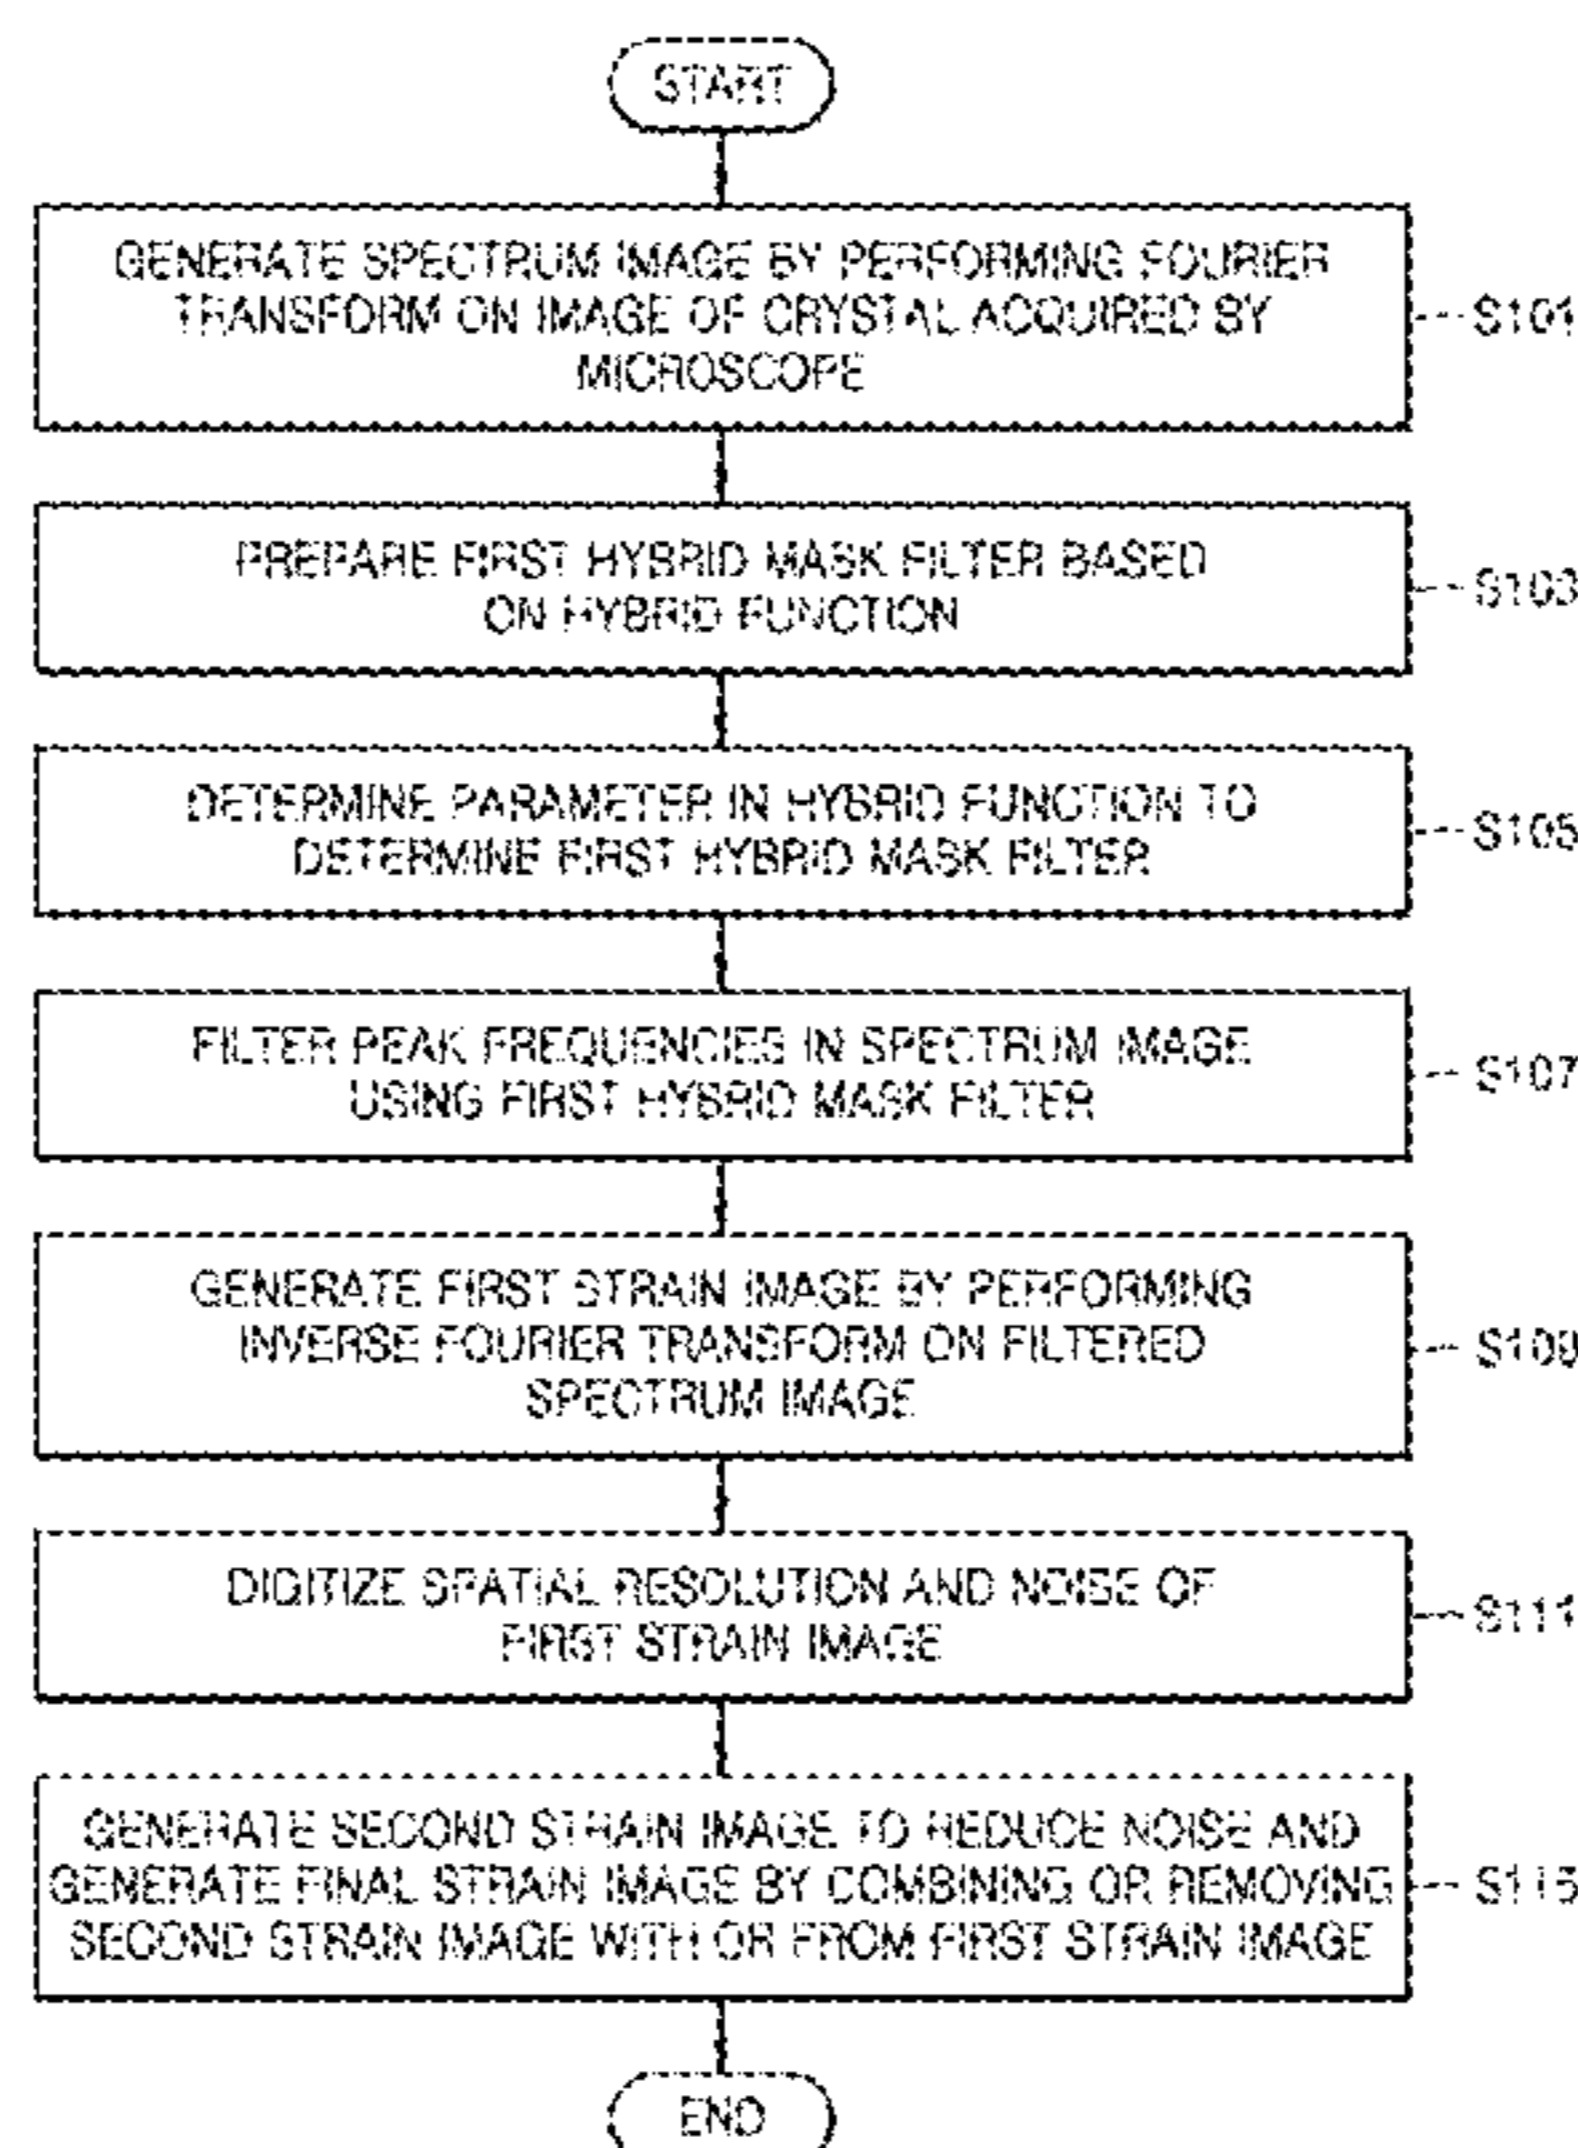 START
GENERATE SPECTRUM IMAGE BY PERFORMING FOURIER
TRANSFORM ON IMAGE OF CRYSTAL ACQUIRED BY
MICROSCOPE
S101
PREPARE FIRST HYBRID MASK FILTER BASED
ON HYBRID FUNCTION
S103
DETERMINE PARAMETER IN HYBRID FUNCTION TO
DETERMINE FIRST HYBRID MASK FILTER
S105
FILTER PEAK FREQUENCIES IN SPECTRUM IMAGE
USING FIRST HYBRID MASK FILTER
S107
GENERATE FIRST STRAIN IMAGE BY PERFORMING
INVERSE FOURIER TRANSFORM ON FILTERED
SPECTRUM IMAGE
S109
DIGITIZE SPATIAL RESOLUTION AND NOISE OF
FIRST STRAIN IMAGE
S111
GENERATE SECOND STRAIN IMAGE TO REDUCE NOISE AND
GENERATE FINAL STRAIN IMAGE BY COMBINING OR REMOVING
SECOND STRAIN IMAGE WITH OR FROM FIRST STRAIN IMAGE
S115
END